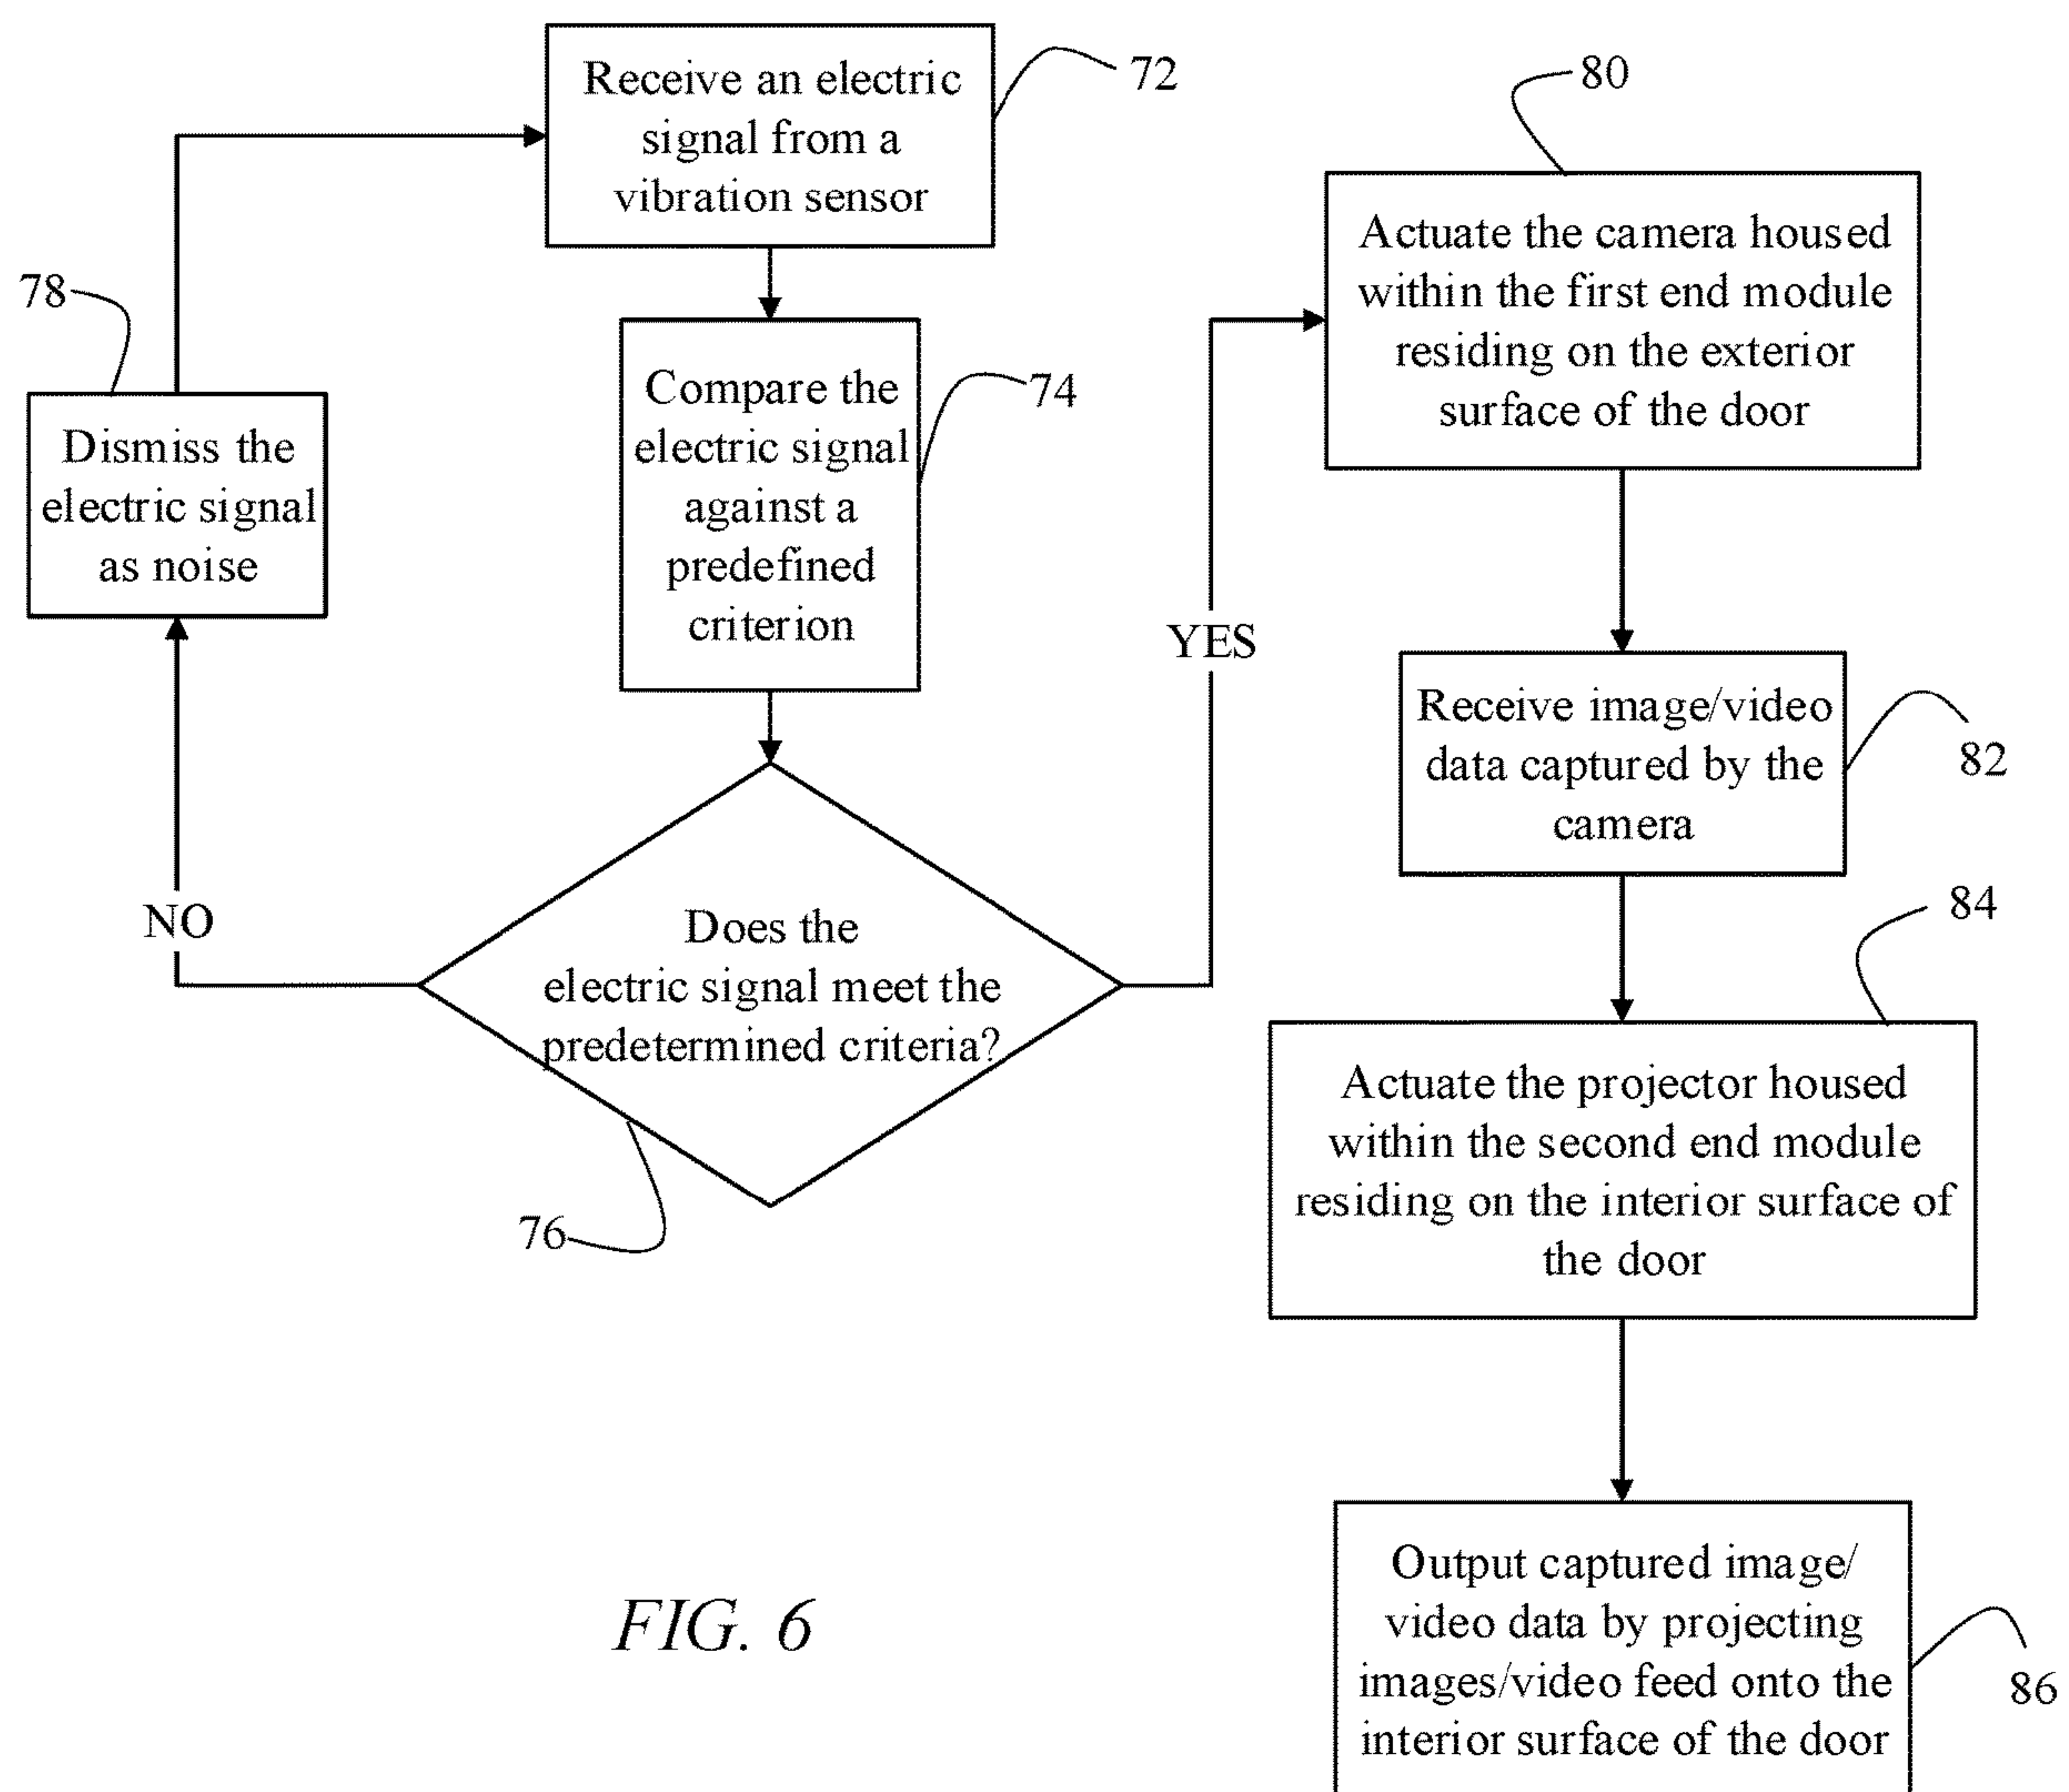 Receive an electric
signal from a
vibration sensor
72
Compare the
electric signal
against a
predefined
criterion
74
Does the
electric signal meet the
predetermined criteria?
76
NO
78
Dismiss the
electric signal
as noise
YES
80
Actuate the camera housed
within the first end module
residing on the exterior
surface of the door
Receive image/video
data captured by the
camera
82
84
Actuate the projector housed
within the second end module
residing on the interior surface of
the door
Output captured image/
video data by projecting
images/video feed onto the
interior surface of the door
86
FIG. 6